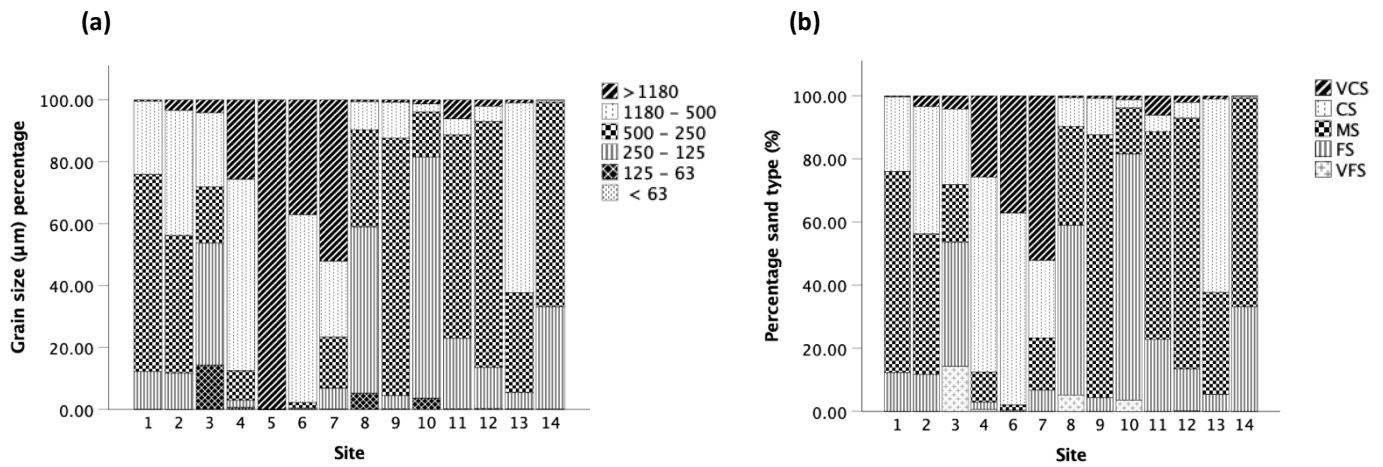 (a)
Grain size (µm) percentage
100.00
80.00
60.00
40.00
20.00
0.00
1 2 3 4 5 6 7 8 9 10 11 12 13 14
Site
>1180
1180 – 500
500 – 250
250 – 125
125 – 63
< 63
(b)
Percentage sand type (%)
100.00
80.00
60.00
40.00
20.00
0.00
1 2 3 4 6 7 8 9 10 11 12 13 14
Site
VCS
CS
MS
FS
VFS